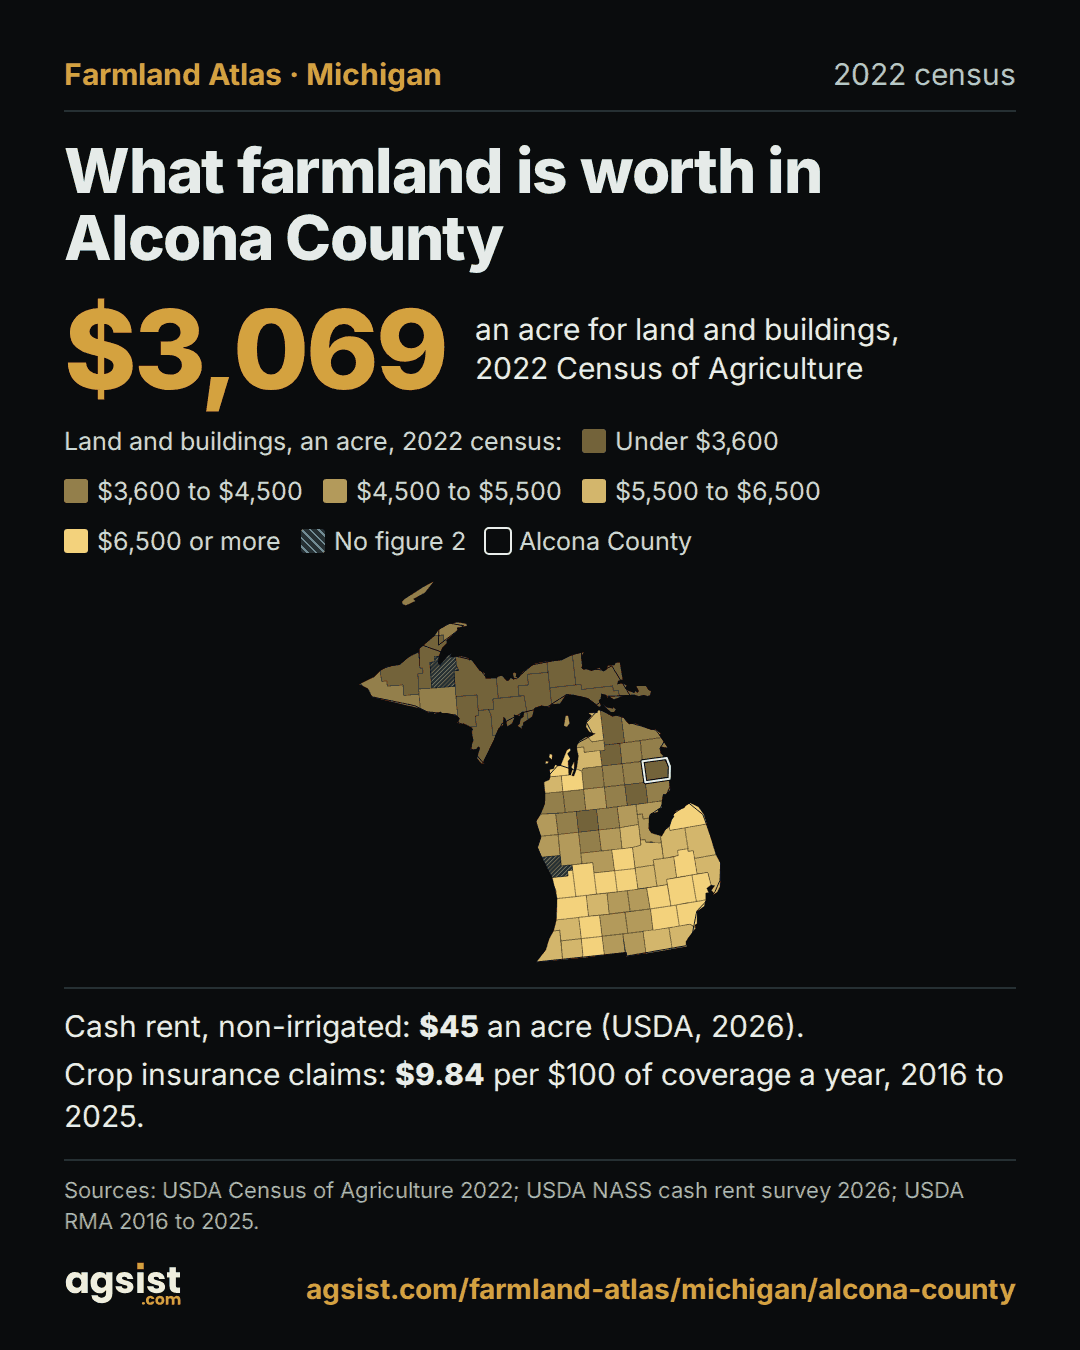 Farmland Atlas · Michigan
2022 census
What farmland is worth in
Alcona County
$3,069
an acre for land and buildings,
2022 Census of Agriculture
Land and buildings, an acre, 2022 census: Under $3,600
$3,600 to $4,500 $4,500 to $5,500 $5,500 to $6,500
$6,500 or more No figure 2 Alcona County
Cash rent, non-irrigated: $45 an acre (USDA, 2026).
Crop insurance claims: $9.84 per $100 of coverage a year, 2016 to
2025.
Sources: USDA Census of Agriculture 2022; USDA NASS cash rent survey 2026; USDA
RMA 2016 to 2025.
agsist
.com
agsist.com/farmland-atlas/michigan/alcona-county